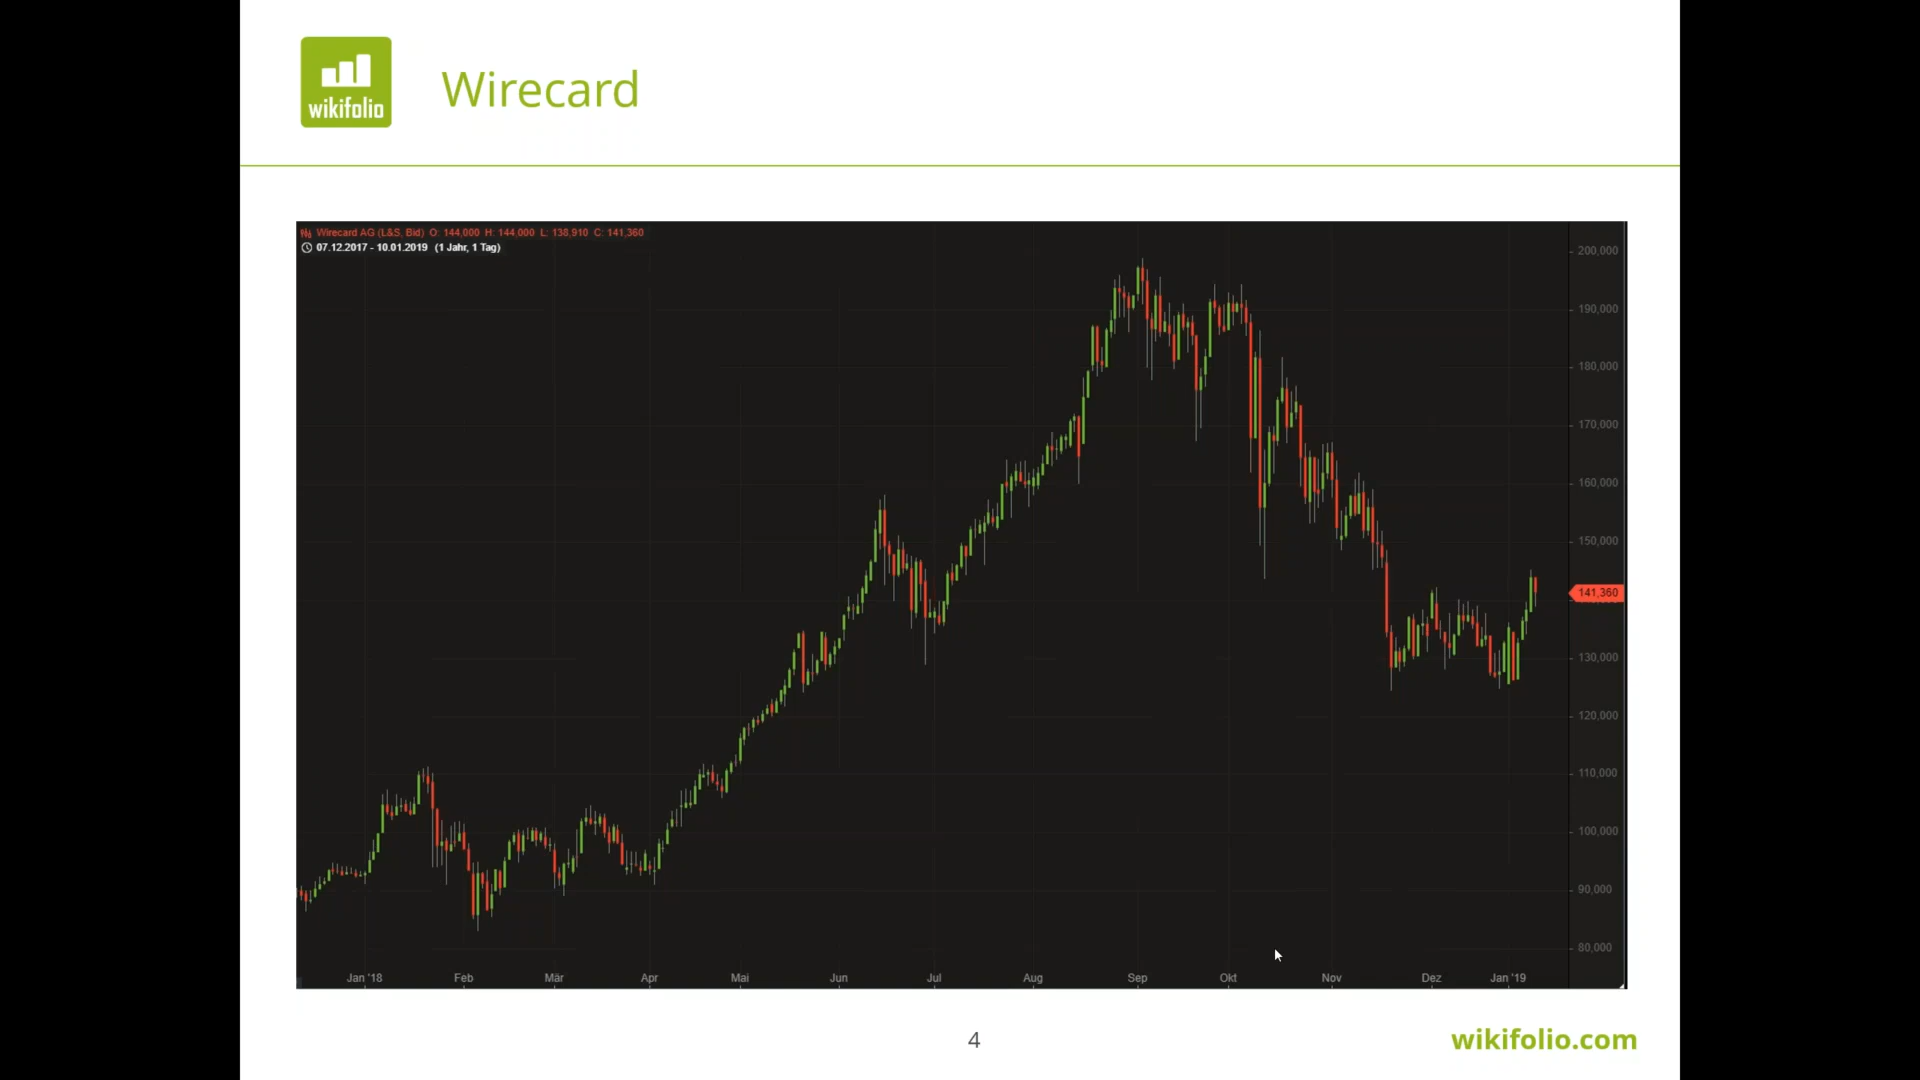 wikifolio
Wirecard
Wirecard AG (L&S, Bid) O: 144,000 H: 144,000 L: 138,910 C: 141,360
07.12.2017 - 10.01.2019 (1 Jahr, 1 Tag)
200,000
190,000
180,000
170,000
160,000
150,000
141,360
130,000
120,000
110,000
100,000
90,000
80,000
Jan '18 Feb Mär Apr Mai Jun Jul Aug Sep Okt Nov Dez Jan '19
4
wikifolio.com